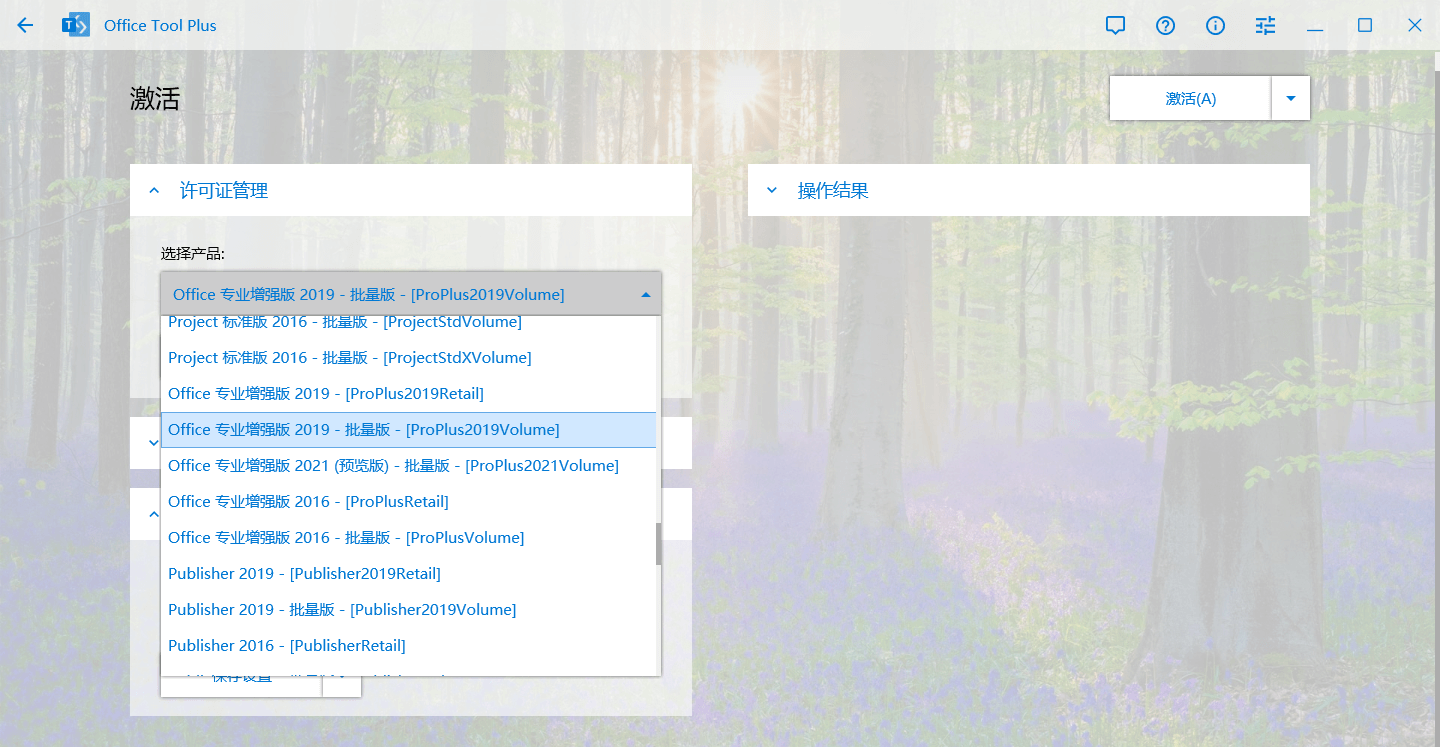 Office Tool Plus
激活
激活(A)
许可证管理
操作结果
选择产品:
Office 专业增强版 2019 - 批量版 - [ProPlus2019Volume]
Project 标准版 2016 - 批量版 - [ProjectStdVolume]
Project 标准版 2016 - 批量版 - [ProjectStdXVolume]
Office 专业增强版 2019 - [ProPlus2019Retail]
Office 专业增强版 2019 - 批量版 - [ProPlus2019Volume]
Office 专业增强版 2021 (预览版) - 批量版 - [ProPlus2021Volume]
Office 专业增强版 2016 - [ProPlusRetail]
Office 专业增强版 2016 - 批量版 - [ProPlusVolume]
Publisher 2019 - [Publisher2019Retail]
Publisher 2019 - 批量版 - [Publisher2019Volume]
Publisher 2016 - [PublisherRetail]
保存设置